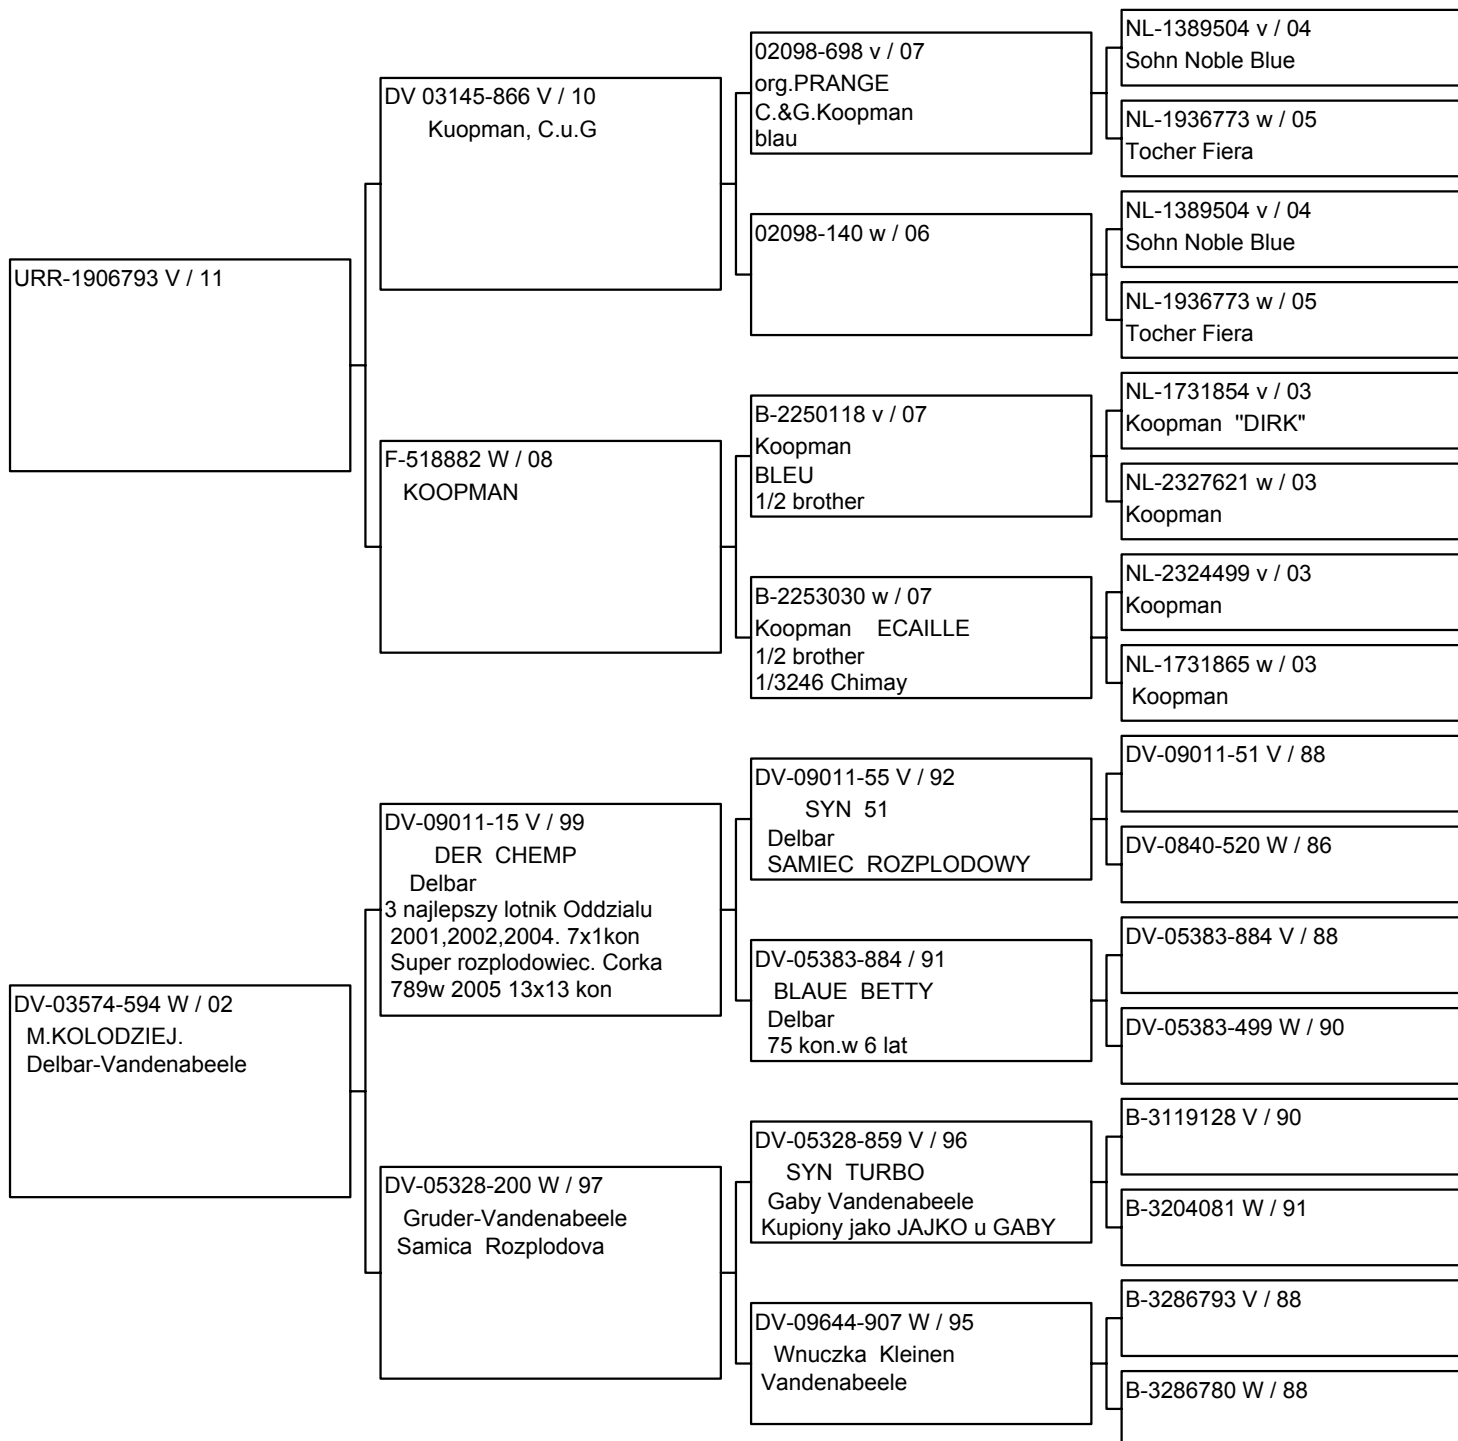 URR-1906793 V / 11
DV 03145-866 V / 10
Kuopman, C.u.G
02098-698 v / 07
org.PRANGE
C.&G.Koopman
blau
NL-1389504 v / 04
Sohn Noble Blue
NL-1936773 w / 05
Tocher Fiera
02098-140 w / 06
NL-1389504 v / 04
Sohn Noble Blue
NL-1936773 w / 05
Tocher Fiera
F-518882 W / 08
KOOPMAN
B-2250118 v / 07
Koopman
BLEU
1/2 brother
NL-1731854 v / 03
Koopman "DIRK"
NL-2327621 w / 03
Koopman
B-2253030 w / 07
Koopman ECAILLE
1/2 brother
1/3246 Chimay
NL-2324499 v / 03
Koopman
NL-1731865 w / 03
Koopman
DV-03574-594 W / 02
M.KOLODZIEJ.
Delbar-Vandenabeele
DV-09011-15 V / 99
DER CHEMP
Delbar
3 najlepszy lotnik Oddzialu
2001,2002,2004. 7x1kon
Super rozplodowiec. Corka
789w 2005 13x13 kon
DV-09011-55 V / 92
SYN 51
Delbar
SAMIEC ROZPLODOWY
DV-09011-51 V / 88
DV-0840-520 W / 86
DV-05383-884 / 91
BLAUE BETTY
Delbar
75 kon.w 6 lat
DV-05383-884 V / 88
DV-05383-499 W / 90
DV-05328-200 W / 97
Gruder-Vandenabeele
Samica Rozplodova
DV-05328-859 V / 96
SYN TURBO
Gaby Vandenabeele
Kupiony jako JAJKO u GABY
B-3119128 V / 90
B-3204081 W / 91
DV-09644-907 W / 95
Wnuczka Kleinen
Vandenabeele
B-3286793 V / 88
B-3286780 W / 88